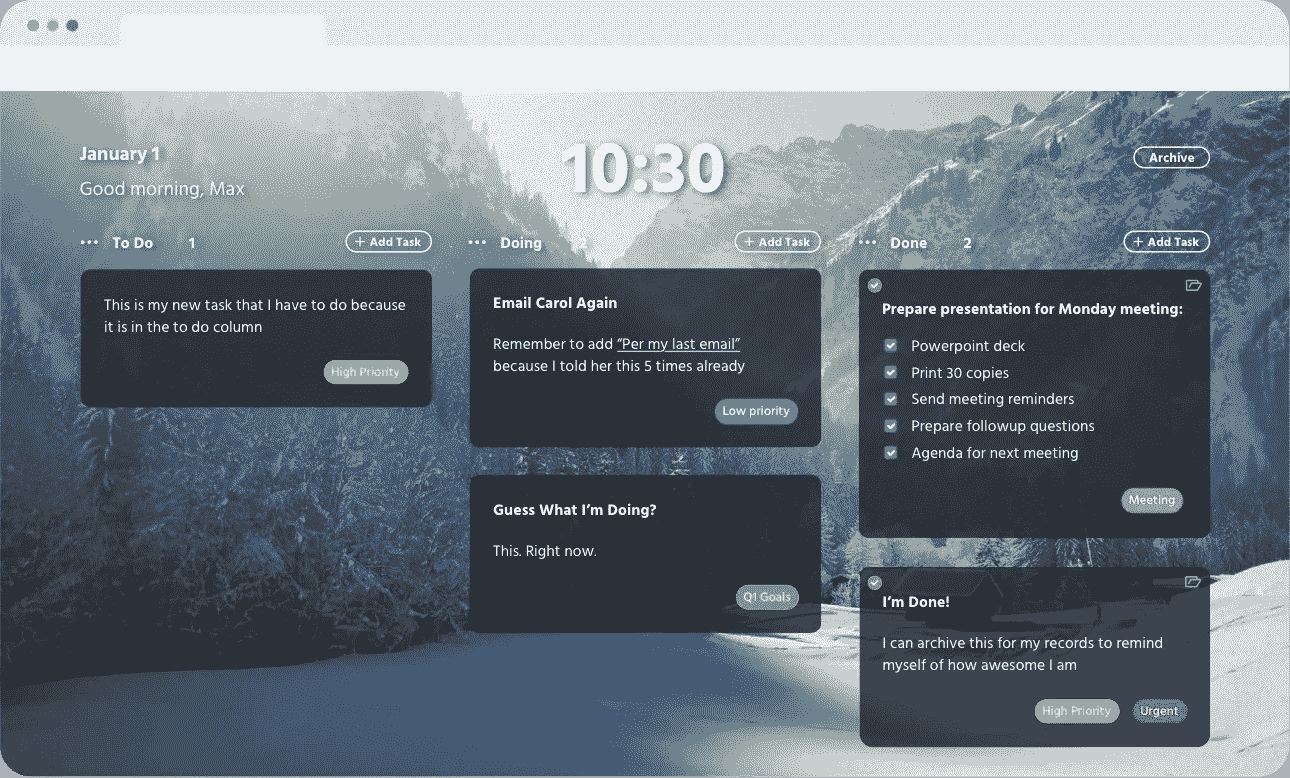 January 1
Good morning, Max
10:30
Archive
To Do 1
+ Add Task
This is my new task that I have to do because
it is in the to do column
High Priority
Doing 2
+ Add Task
Email Carol Again
Remember to add “Per my last email”
because I told her this 5 times already
Low priority
Guess What I’m Doing?
This. Right now.
Q1 Goals
Done 2
+ Add Task
Prepare presentation for Monday meeting:
Powerpoint deck
Print 30 copies
Send meeting reminders
Prepare followup questions
Agenda for next meeting
Meeting
I’m Done!
I can archive this for my records to remind
myself of how awesome I am
High Priority
Urgent